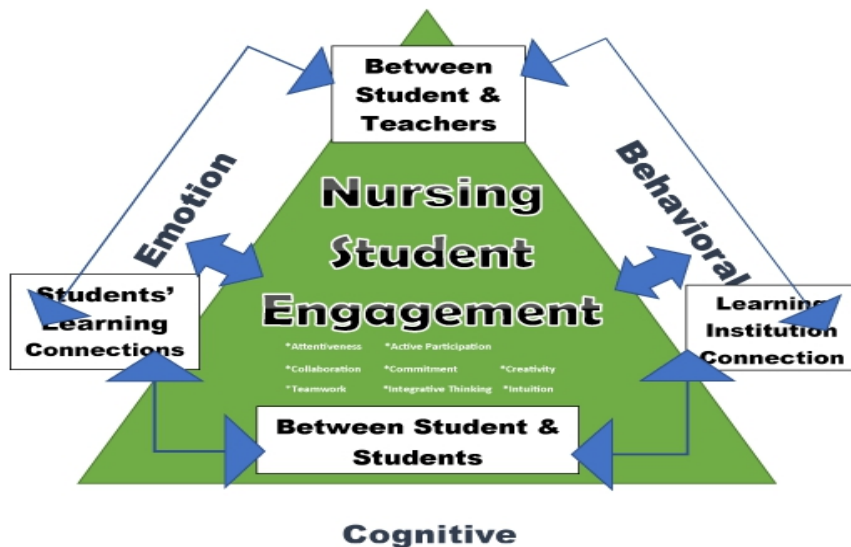 Between
Student &
Teachers
Emotion
Behavioral
Nursing
Student
Engagement
Students'
Learning
Connections
Learning
Institution
Connection
*Attentiveness *Active Participation
*Collaboration *Commitment *Creativity
*Teamwork *Integrative Thinking *Intuition
Between Student &
Students
Cognitive